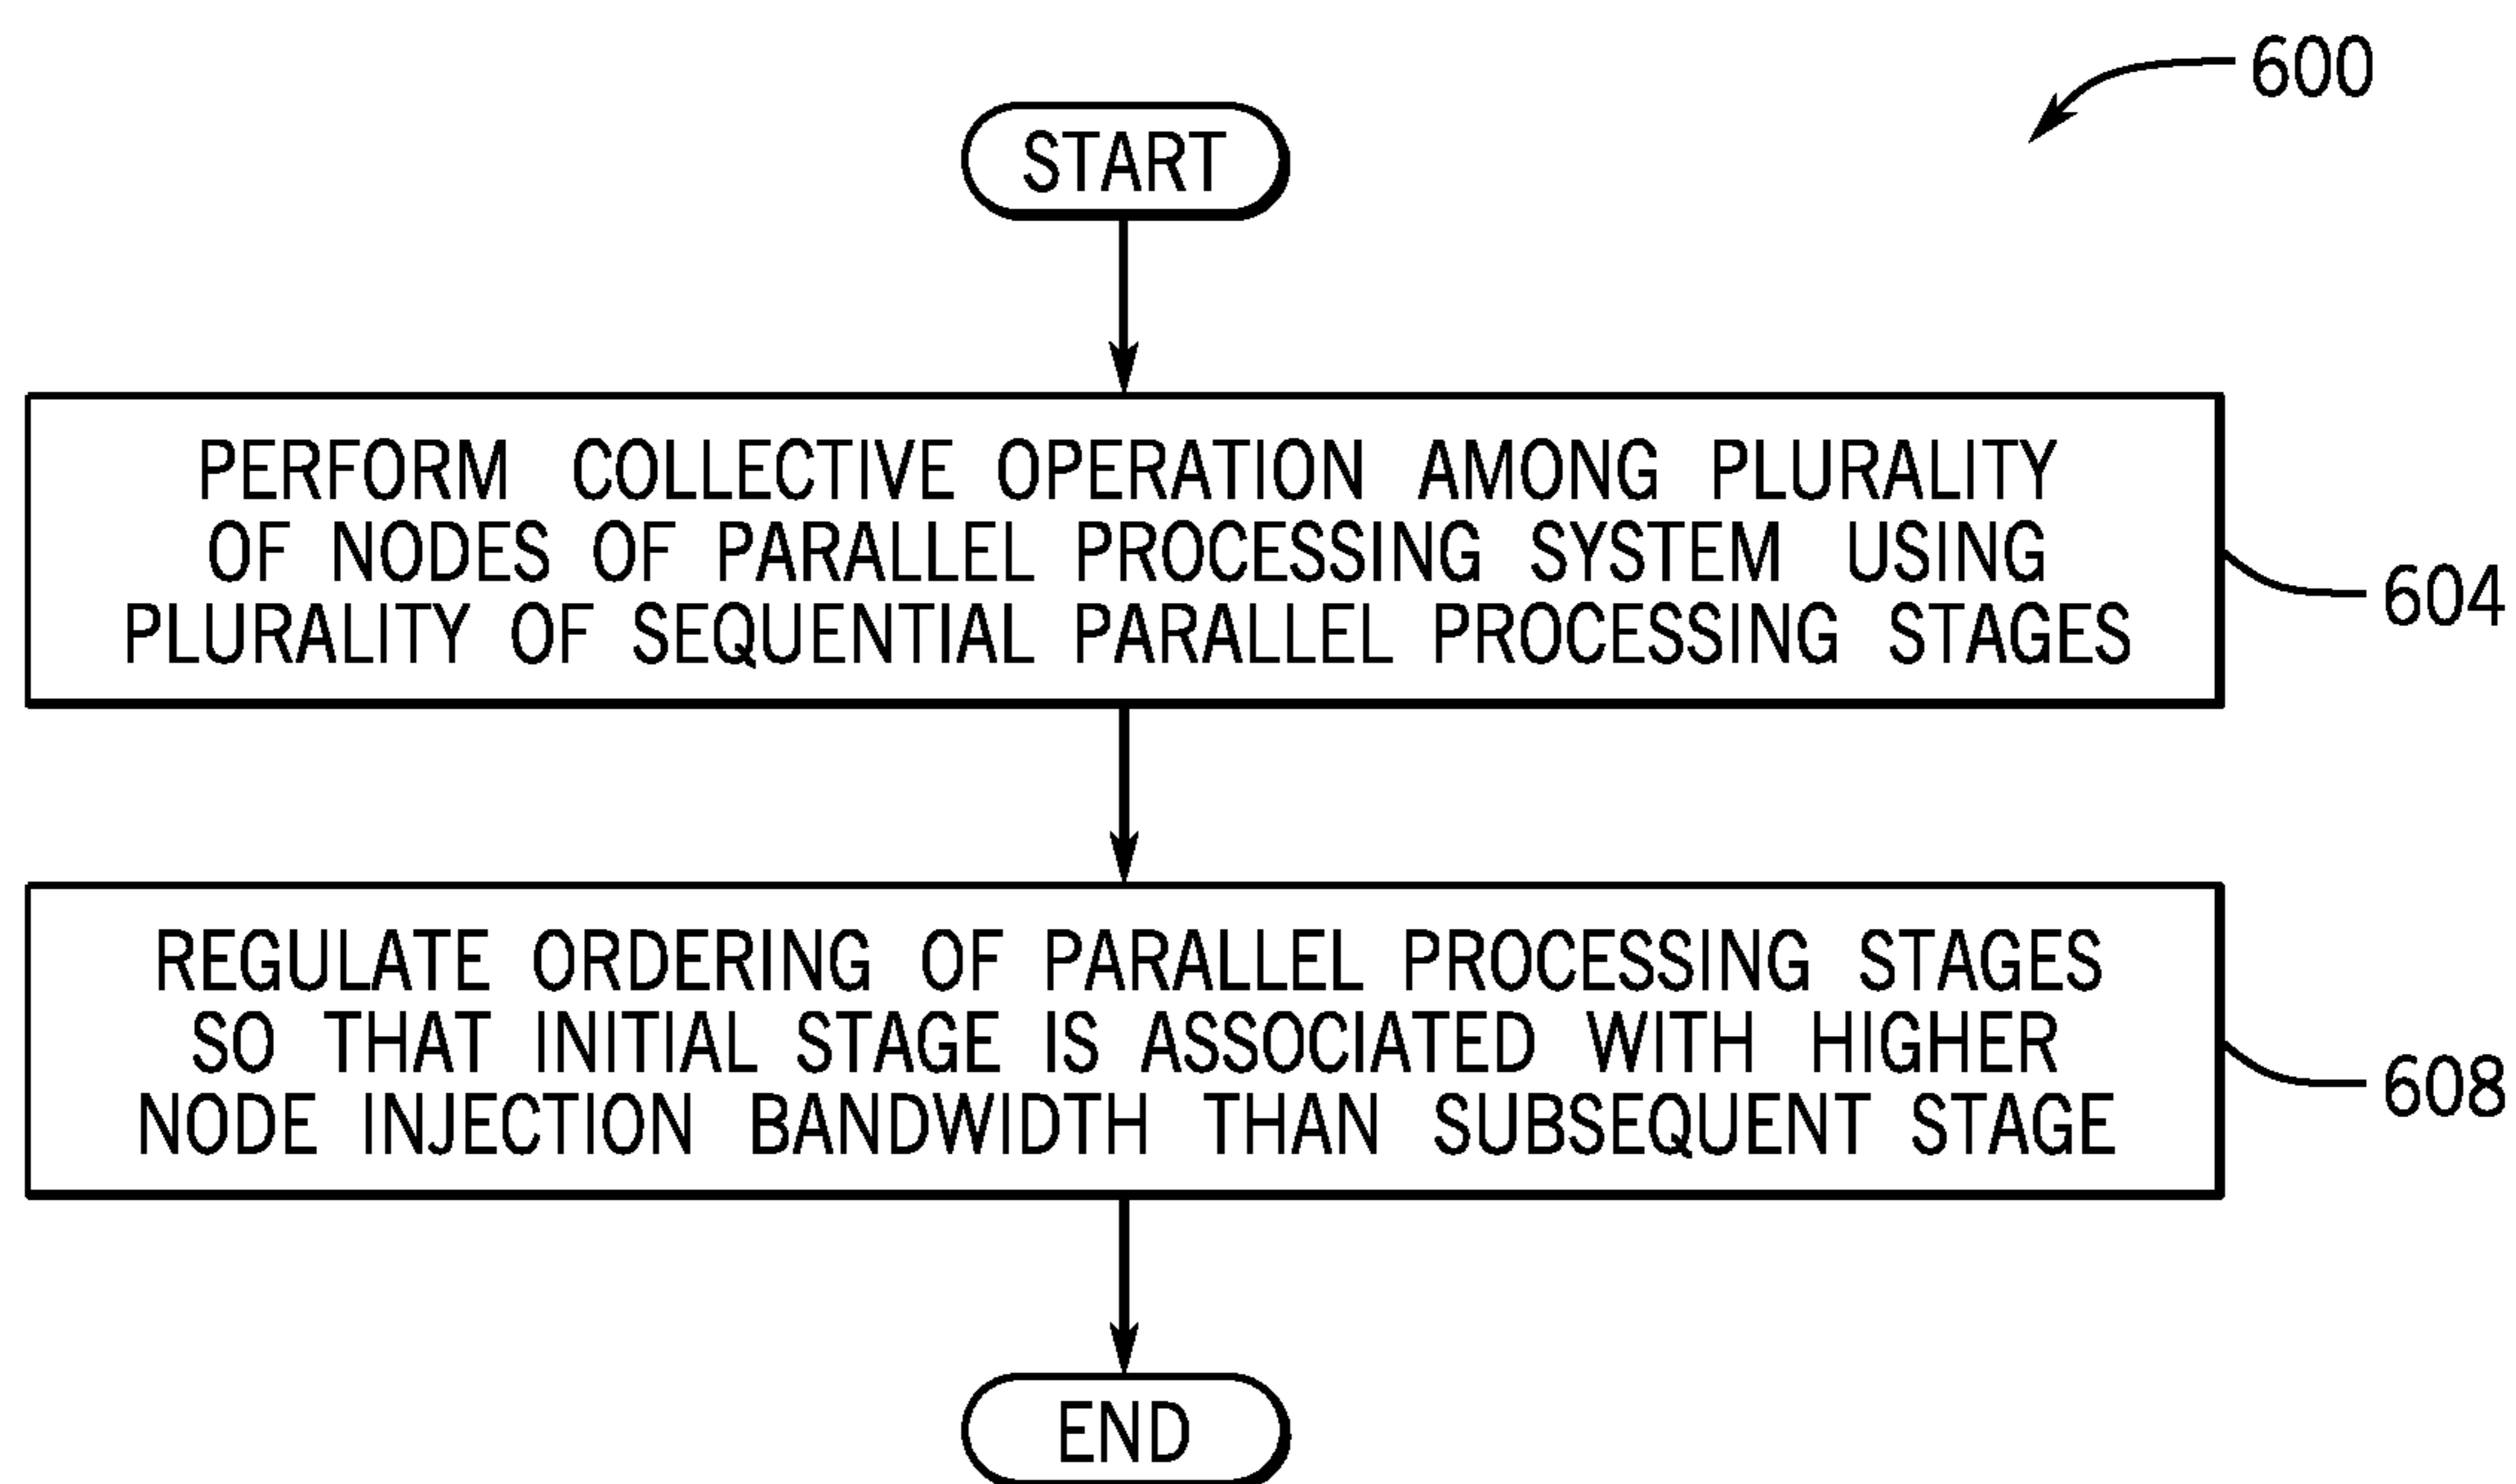 600
START
PERFORM COLLECTIVE OPERATION AMONG PLURALITY
OF NODES OF PARALLEL PROCESSING SYSTEM USING
PLURALITY OF SEQUENTIAL PARALLEL PROCESSING STAGES
604
REGULATE ORDERING OF PARALLEL PROCESSING STAGES
SO THAT INITIAL STAGE IS ASSOCIATED WITH HIGHER
NODE INJECTION BANDWIDTH THAN SUBSEQUENT STAGE
608
END